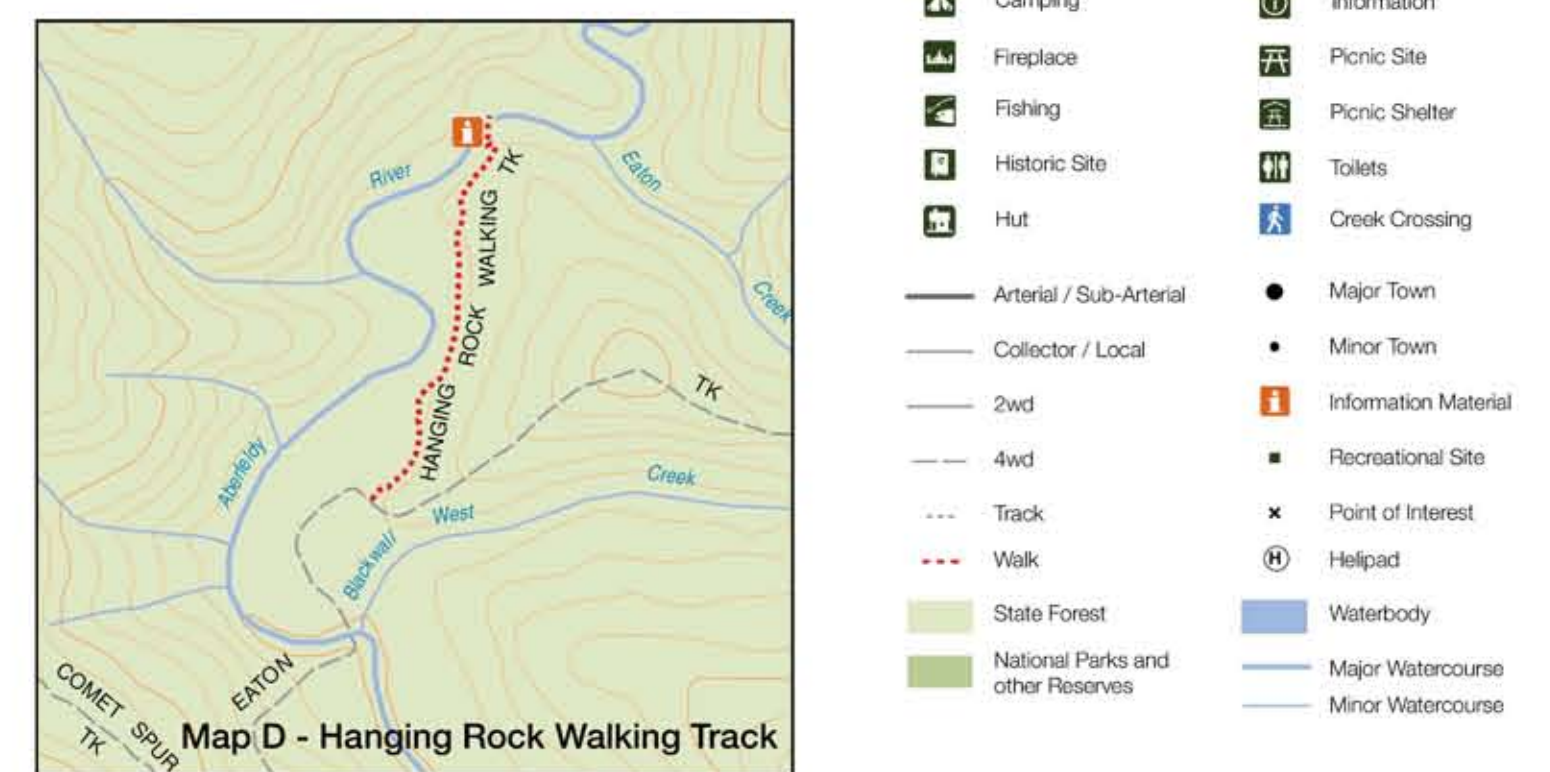 River
TK
Eaton
WALKING
Creek
ROCK
HANGING
TK
Aberfeldy
Creek
West
Blackwall
COMET SPUR
TK
EATON
Map D - Hanging Rock Walking Track
Camping
Information
Fireplace
Picnic Site
Fishing
Picnic Shelter
Historic Site
Toilets
Hut
Creek Crossing
Arterial / Sub-Arterial
Major Town
Collector / Local
Minor Town
2wd
Information Material
4wd
Recreational Site
Track
Point of Interest
Walk
H
Helipad
State Forest
Waterbody
National Parks and
other Reserves
Major Watercourse
Minor Watercourse